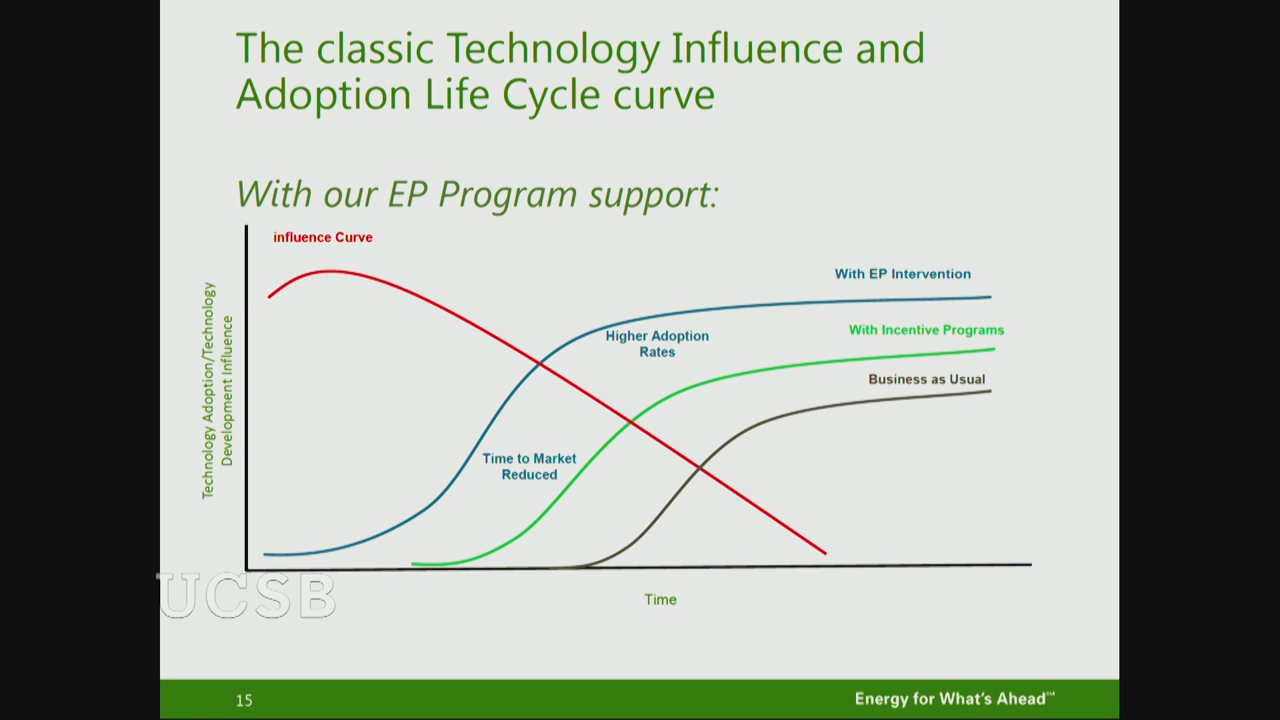 The classic Technology Influence and
Adoption Life Cycle curve
With our EP Program support:
influence Curve
With EP Intervention
Higher Adoption
Rates
With Incentive Programs
Business as Usual
Time to Market
Reduced
Technology Adoption/Technology
Development Influence
Time
UCSB
15
Energy for What's Ahead℠